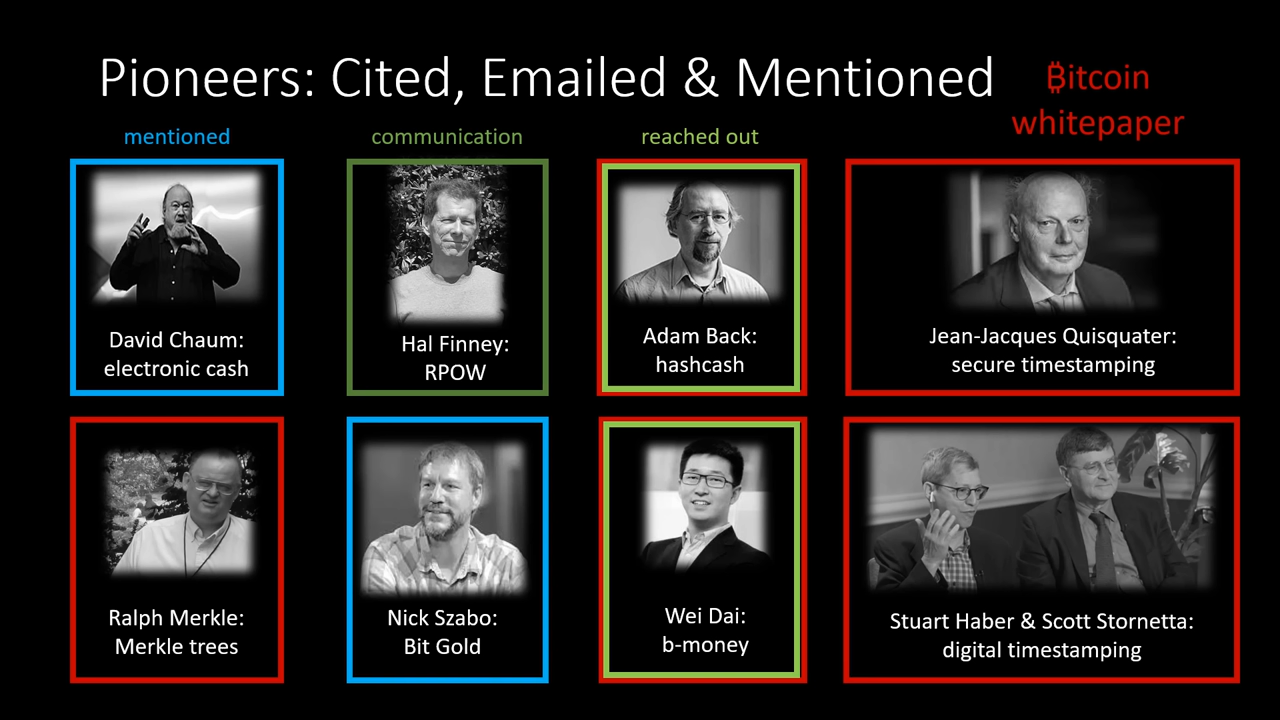 Pioneers: Cited, Emailed & Mentioned
₿itcoin
whitepaper
mentioned
communication
reached out
David Chaum:
electronic cash
Hal Finney:
RPOW
Adam Back:
hashcash
Jean-Jacques Quisquater:
secure timestamping
Ralph Merkle:
Merkle trees
Nick Szabo:
Bit Gold
Wei Dai:
b-money
Stuart Haber & Scott Stornetta:
digital timestamping